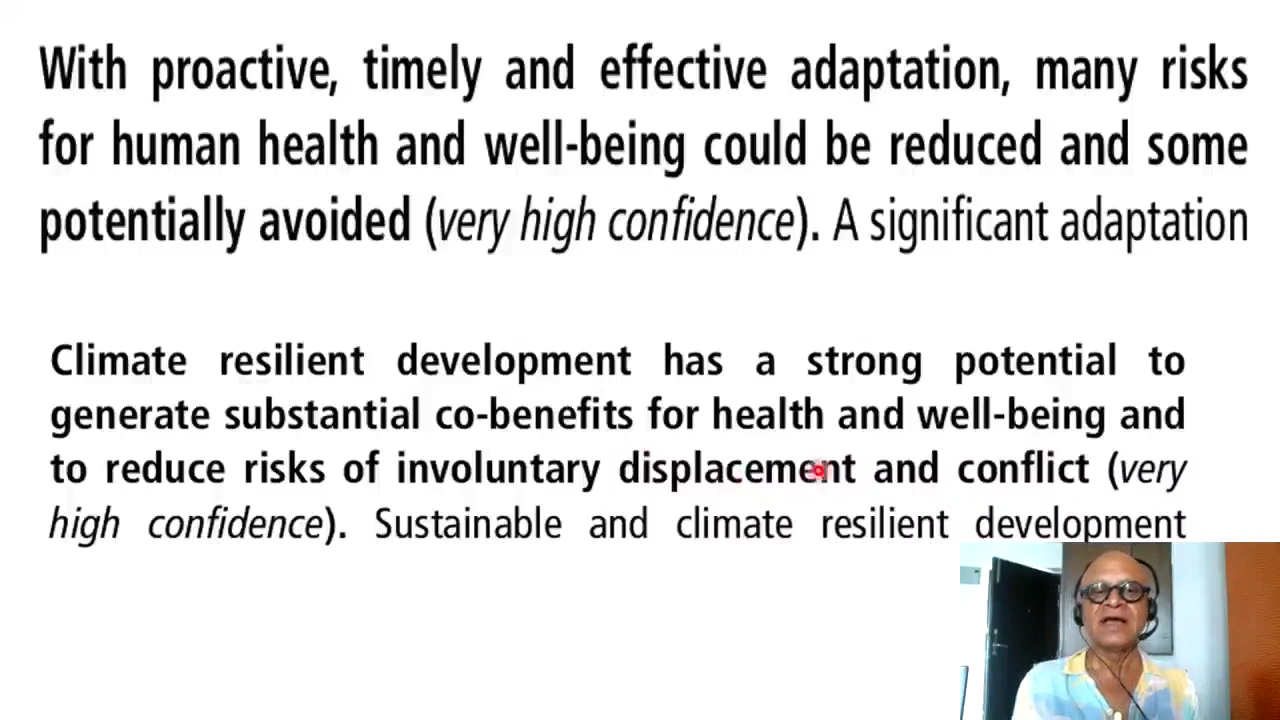 With proactive, timely and effective adaptation, many risks
for human health and well-being could be reduced and some
potentially avoided (very high confidence). A significant adaptation
Climate resilient development has a strong potential to
generate substantial co-benefits for health and well-being and
to reduce risks of involuntary displacement and conflict (very
high confidence). Sustainable and climate resilient development